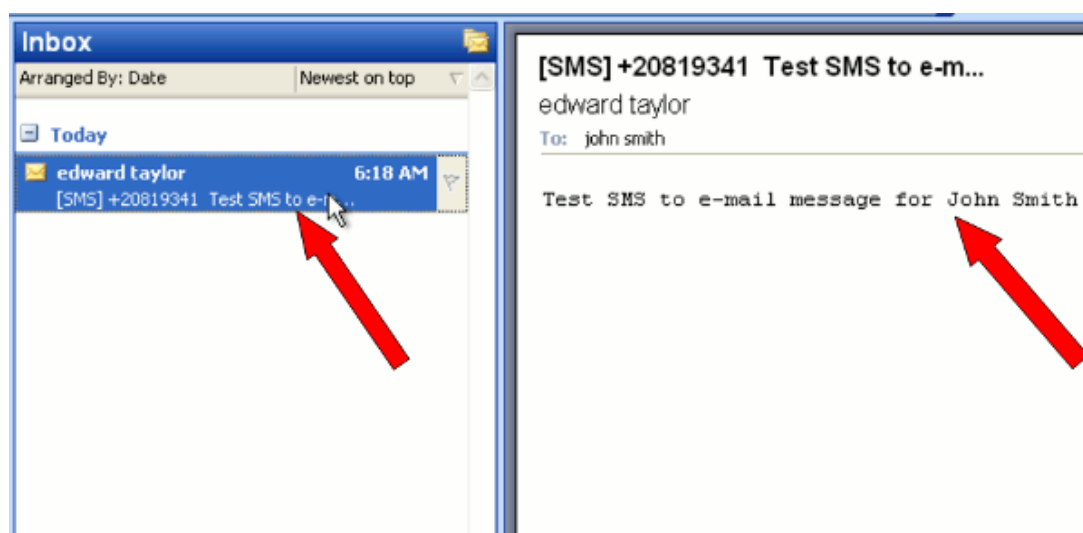 Inbox
Arranged By: Date Newest on top
Today
edward taylor 6:18 AM
[SMS] +20819341 Test SMS to e-m...
[SMS] +20819341 Test SMS to e-m...
edward taylor
To: john smith
Test SMS to e-mail message for John Smith